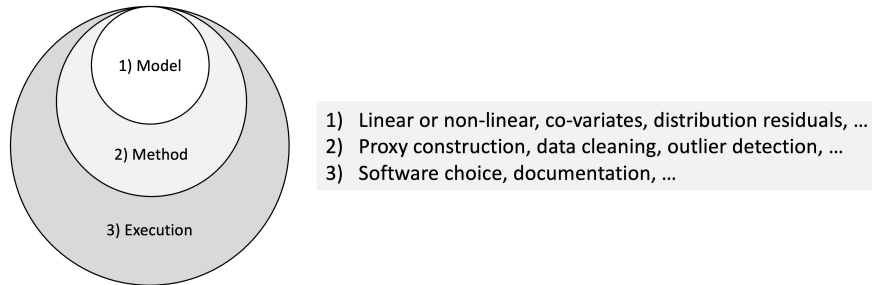 1) Model
2) Method
3) Execution
1) Linear or non-linear, co-variates, distribution residuals, ...
2) Proxy construction, data cleaning, outlier detection, ...
3) Software choice, documentation, ...